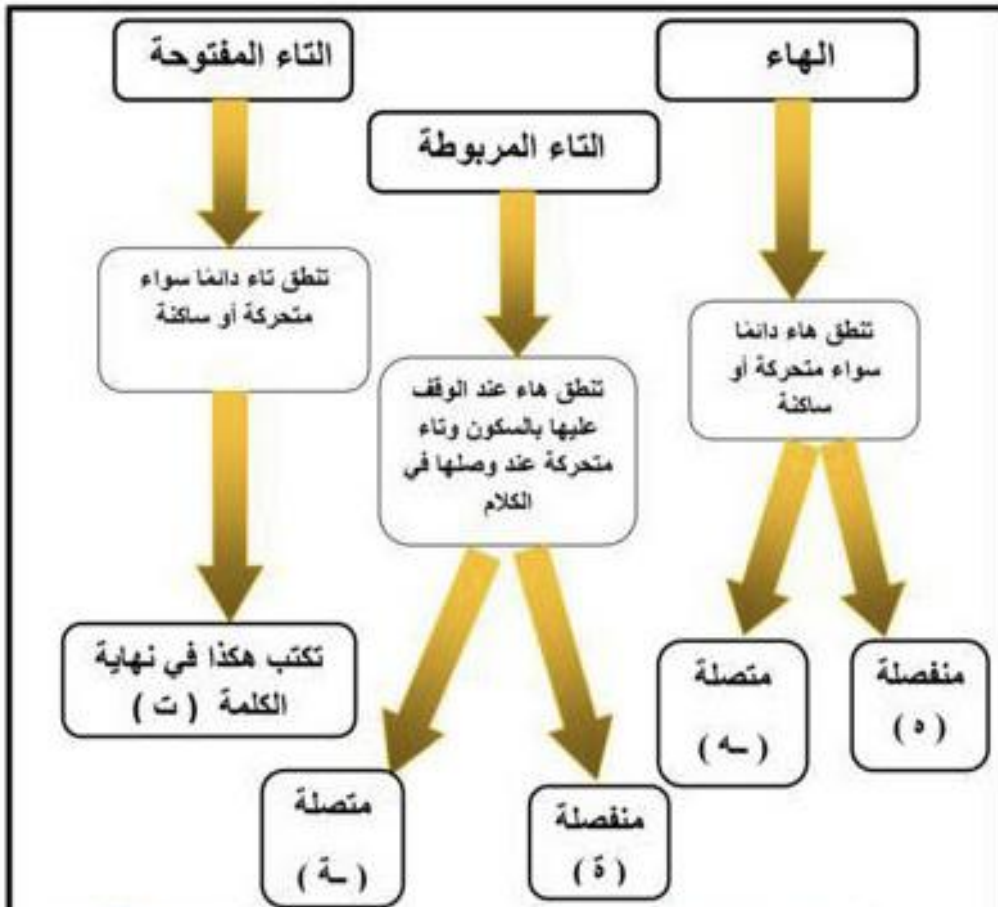 الهاء
تنطق هاء دائمًا
سواء متحركة أو
ساكنة
منفصلة
( ه )
متصلة
( ـه )
التاء المربوطة
تنطق هاء عند الوقف
عليها بالسكون وتاء
متحركة عند وصلها في
الكلام
منفصلة
( ة )
متصلة
( ـة )
التاء المفتوحة
تنطق تاء دائمًا سواء
متحركة أو ساكنة
تكتب هكذا في نهاية
الكلمة ( ت )